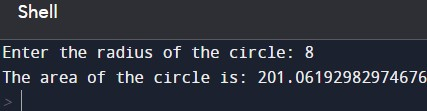 Shell
Enter the radius of the circle: 8
The area of the circle is: 201.06192982974676
>